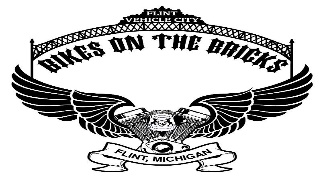 FLINT
VEHICLE CITY
BIKES ON THE BRICKS
FLINT, MICHIGAN